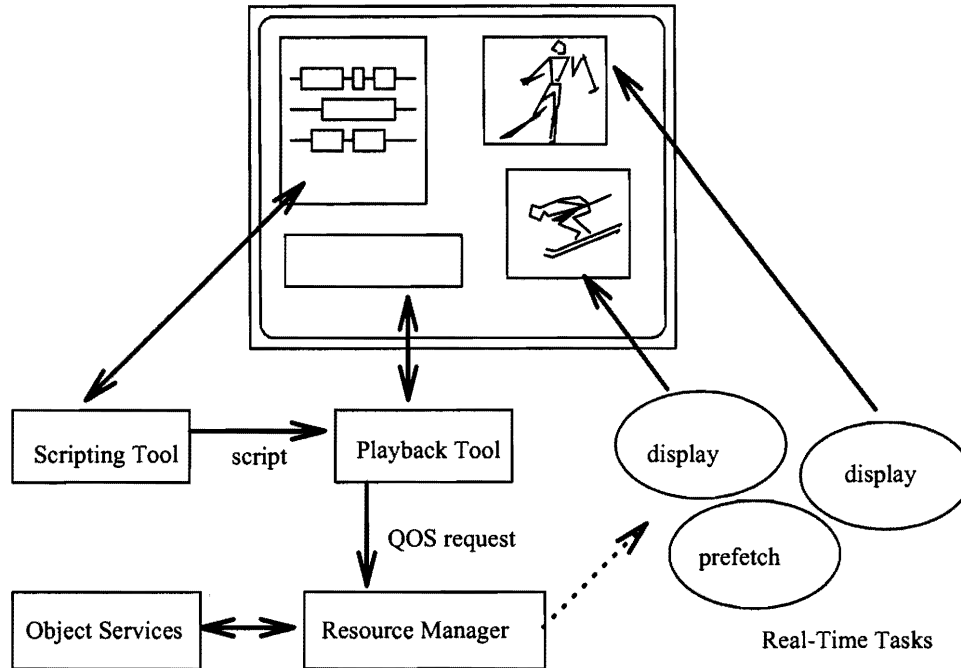 Scripting Tool
script
Playback Tool
display
display
QOS request
prefetch
Object Services
Resource Manager
Real-Time Tasks